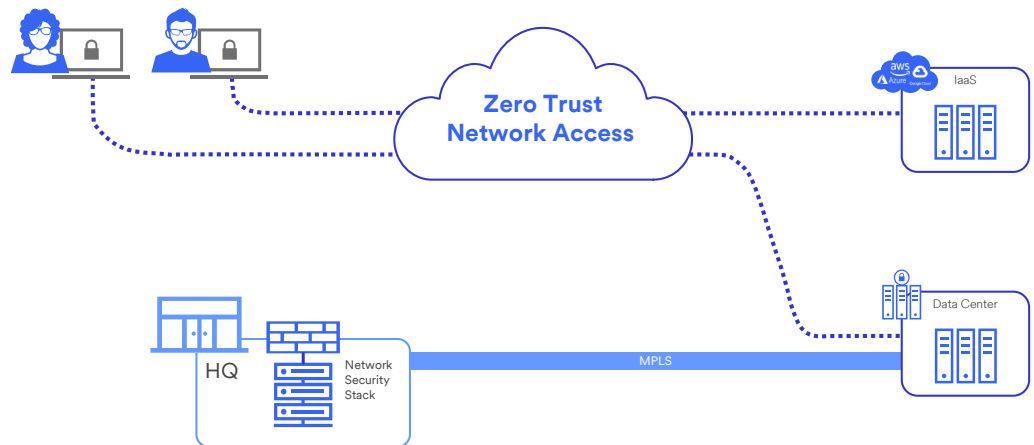 Zero Trust
Network Access
aws
Azure
Google Cloud
IaaS
Data Center
MPLS
HQ
Network
Security
Stack